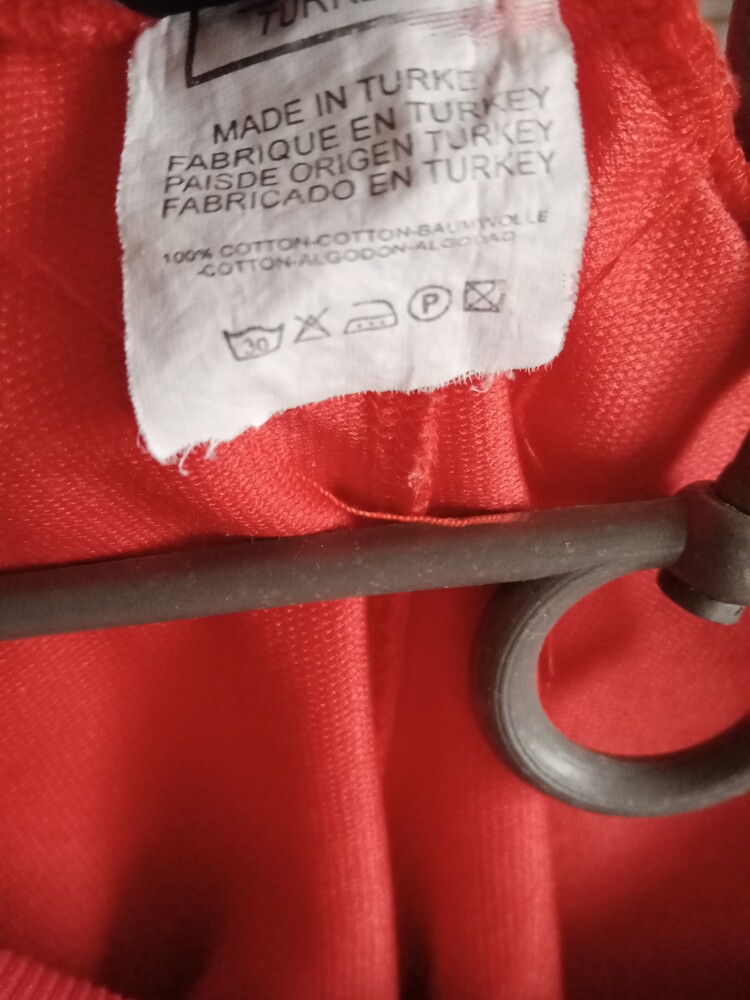 MADE IN TURKEY
FABRIQUE EN TURKEY
PAISDE ORIGEN TURKEY
FABRICADO EN TURKEY
100% COTTON-COTTON-BAUMWOLLE
-COTTON-ALGODON-ALGODAO
30
P